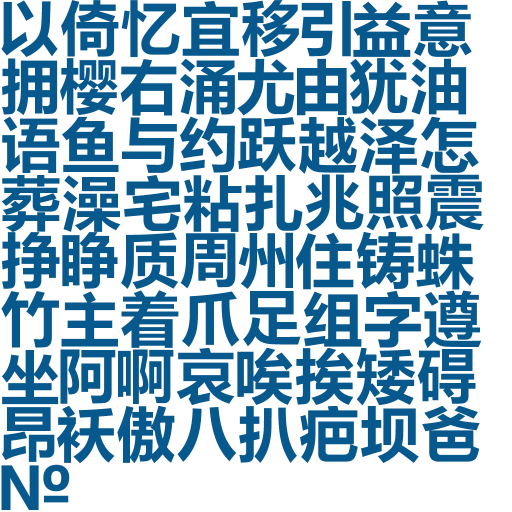 以倚忆宜移引益意
拥樱右涌尤由犹油
语鱼与约跃越泽怎
葬澡宅粘扎兆照震
挣睁质周州住铸蛛
竹主着爪足组字遵
坐阿啊哀唉挨矮碍
昂袄傲八扒疤坝爸
№